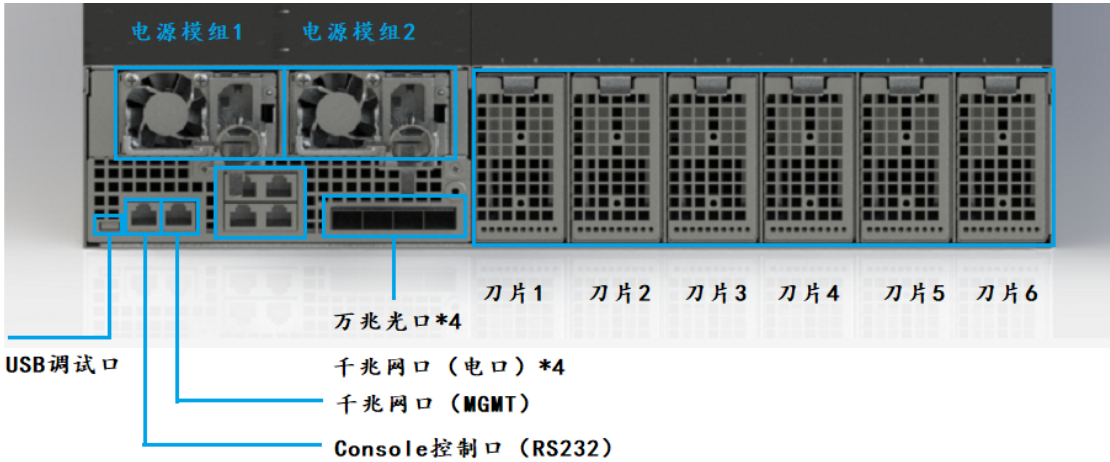 电源模组1 电源模组2
刀片1 刀片2 刀片3 刀片4 刀片5 刀片6
万兆光口*4
USB调试口 千兆网口（电口）*4
千兆网口（MGMT）
Console控制口（RS232）